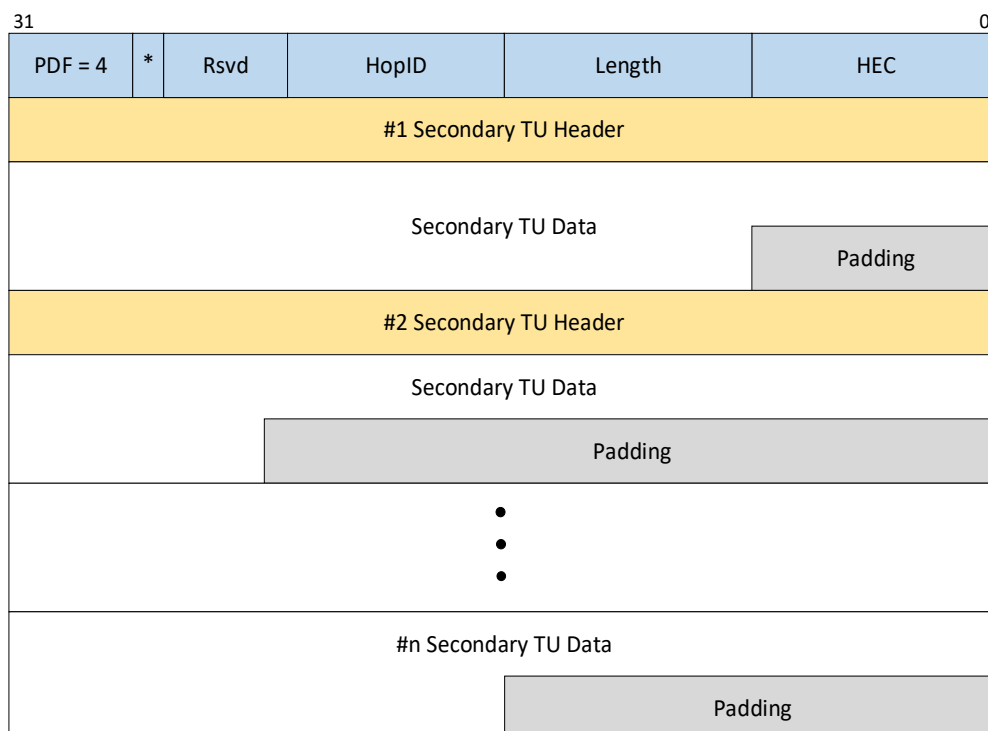 31 0
PDF = 4 * Rsvd HopID Length HEC
#1 Secondary TU Header
Secondary TU Data
Padding
#2 Secondary TU Header
Secondary TU Data
Padding
#n Secondary TU Data
Padding